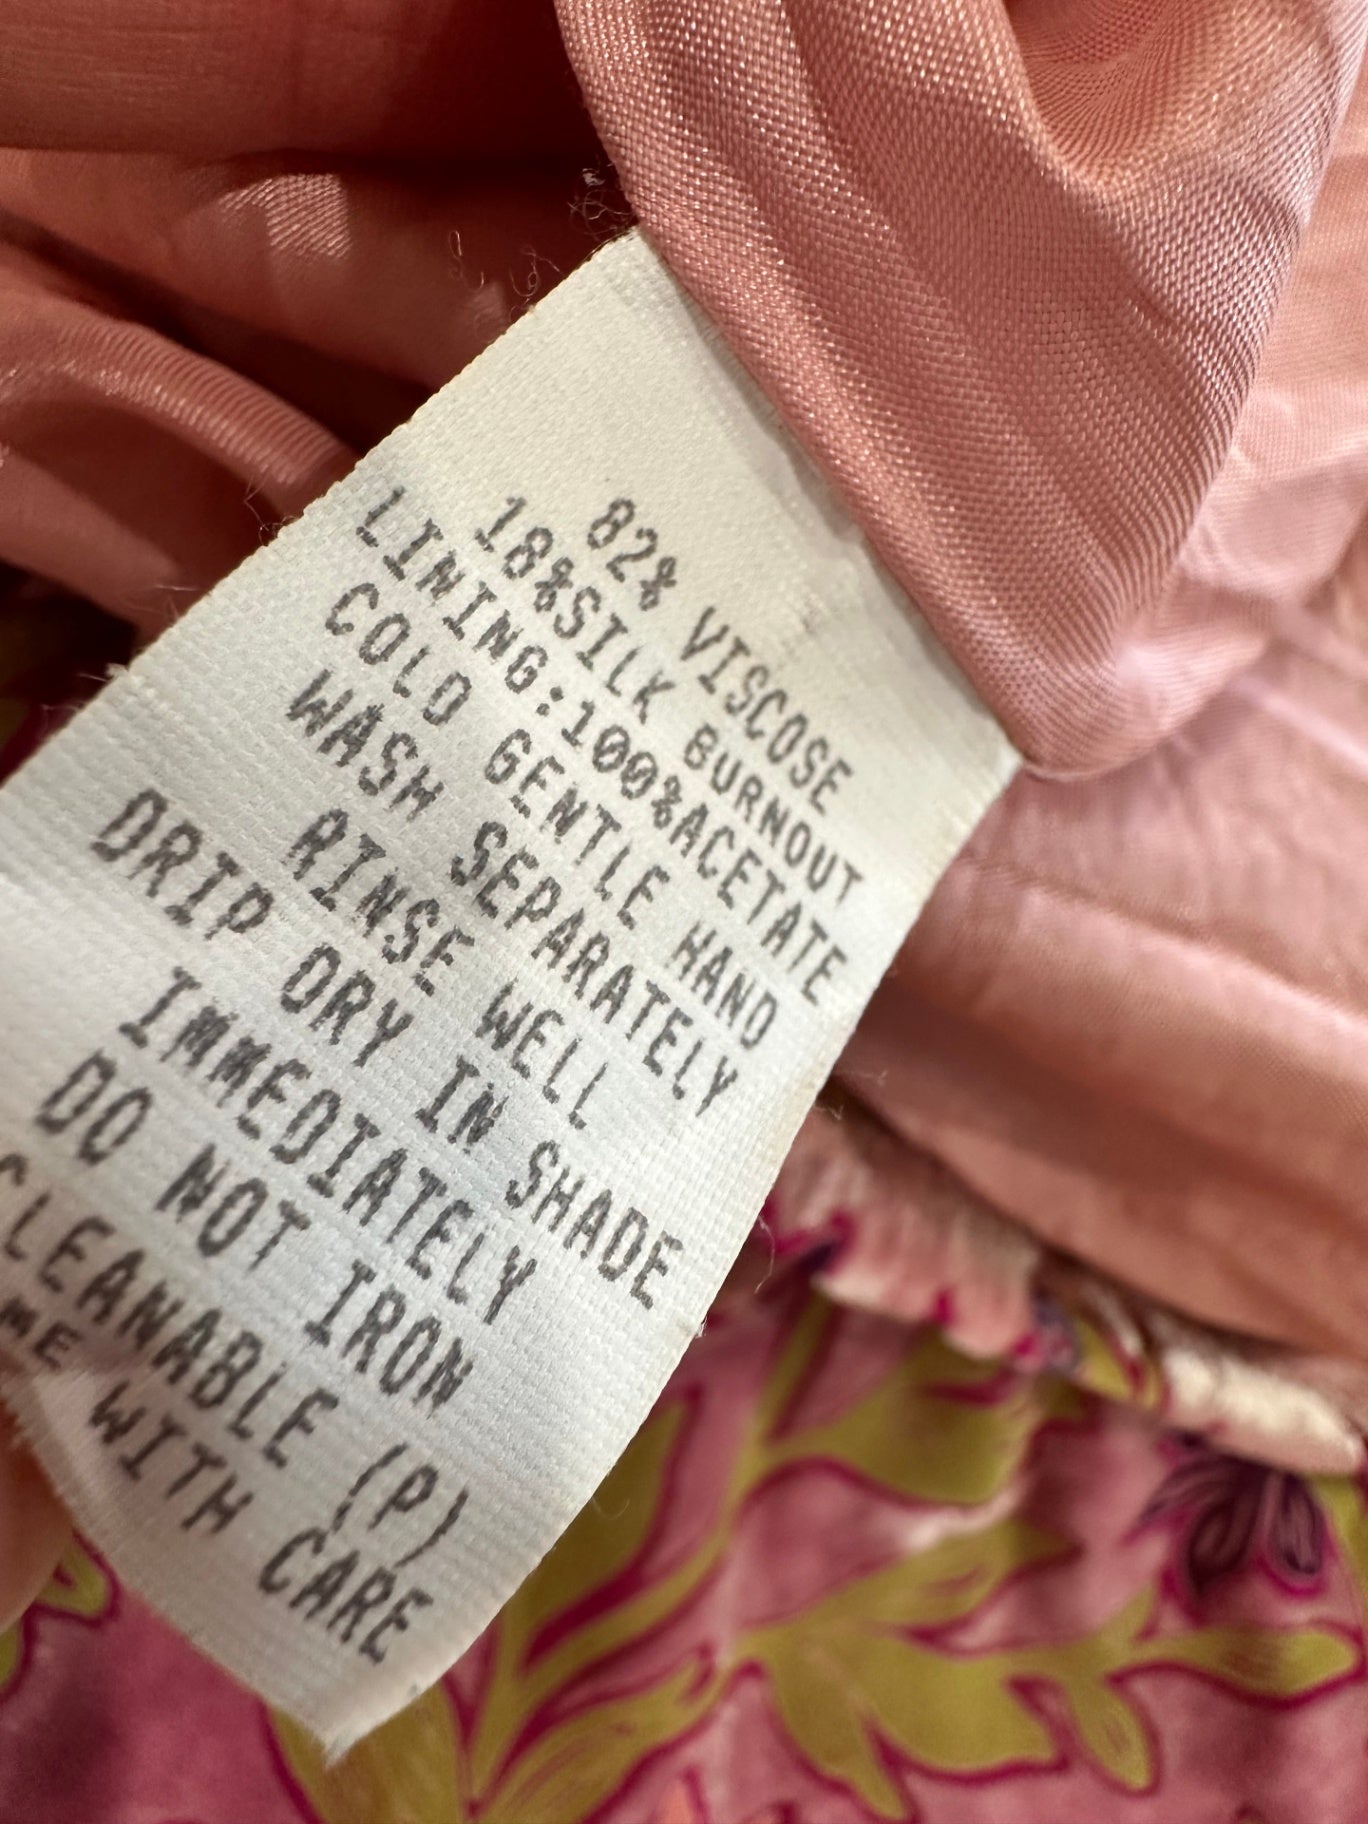 82% VISCOSE
18%SILK BURNOUT
LINING:100%ACETATE
COLD GENTLE HAND
WASH SEPARATELY
RINSE WELL
DRIP DRY IN SHADE
IMMEDIATELY
DO NOT IRON
CLEANABLE (P)
ME WITH CARE